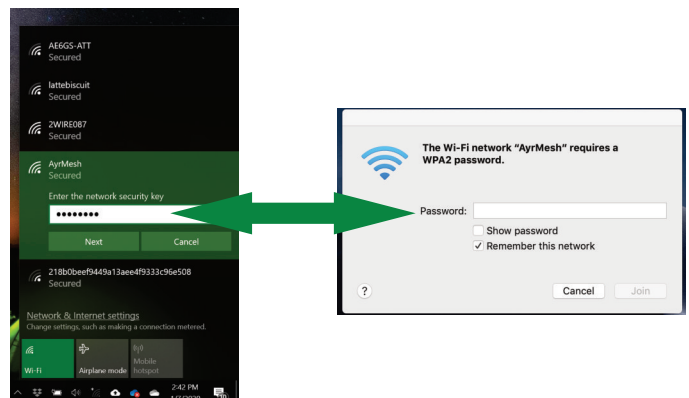 AE6GS-ATT
Secured
lattebiscuit
Secured
2WIRE087
Secured
AyrMesh
Secured
Enter the network security key
••••••••
Next Cancel
218b0beef9449a13aee4f9333c96e508
Secured
Network & Internet settings
Change settings, such as making a connection metered.
Wi-Fi
Airplane mode
Mobile
hotspot
2:42 PM
The Wi-Fi network “AyrMesh” requires a
WPA2 password.
Password:
Show password
Remember this network
?
Cancel Join